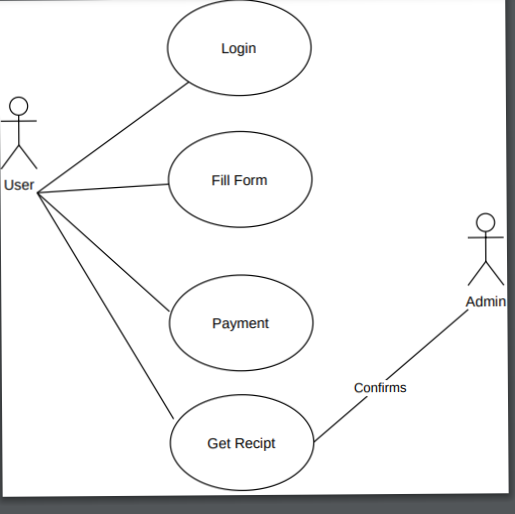 Login
User
Fill Form
Payment
Admin
Confirms
Get Recipt